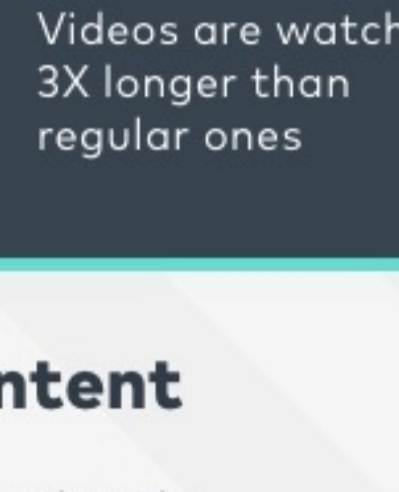 Videos are watch
3X longer than
regular ones
ntent